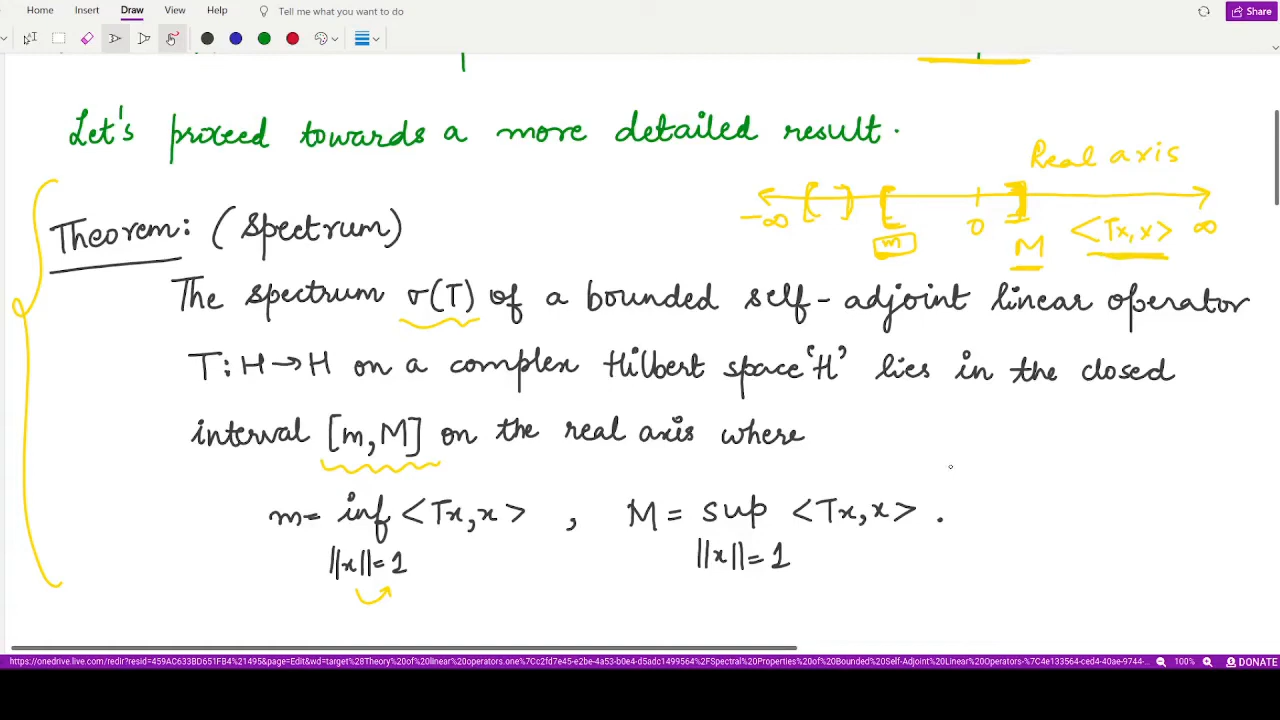 Home Insert Draw View Help Tell me what you want to do Share
Let's proceed towards a more detailed result.
Real axis
-∞ m 0 M <Tx,x> ∞
Theorem: (Spectrum)
The spectrum σ(T) of a bounded self-adjoint linear operator
T: H→H on a complex Hilbert space 'H' lies in the closed
interval [m,M] on the real axis where
m= inf <Tx,x> , M = sup <Tx,x> .
||x||=1 ||x||=1
100% DONATE